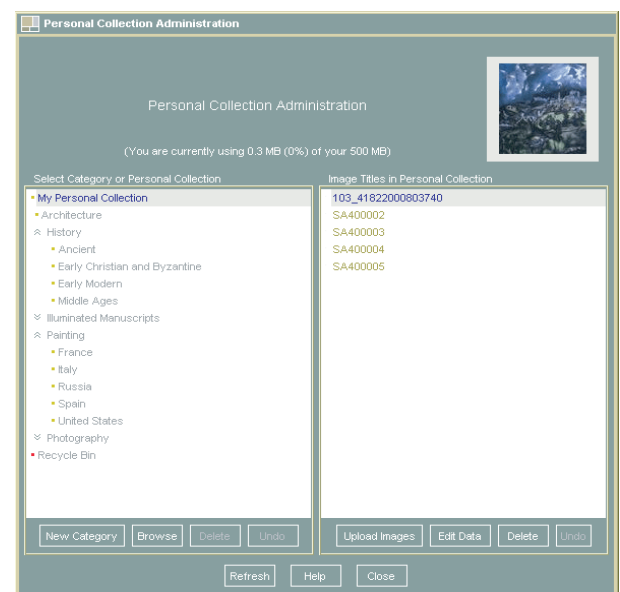 Personal Collection Administration
Personal Collection Administration
(You are currently using 0.3 MB (0%) of your 500 MB)
Select Category or Personal Collection
My Personal Collection
Architecture
History
Ancient
Early Christian and Byzantine
Early Modern
Middle Ages
Illuminated Manuscripts
Painting
France
Italy
Russia
Spain
United States
Photography
Recycle Bin
New Category Browse Delete Undo
Image Titles in Personal Collection
103_41822000803740
SA400002
SA400003
SA400004
SA400005
Upload Images Edit Data Delete Undo
Refresh Help Close